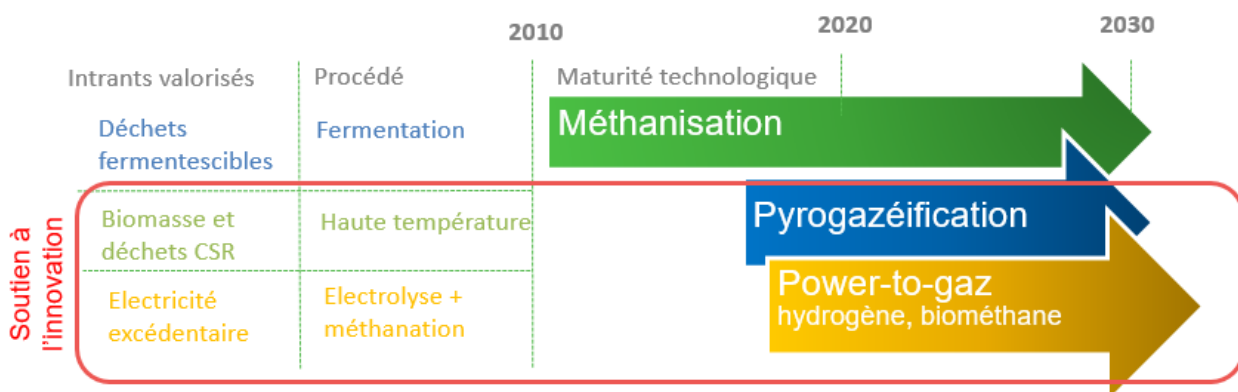 2010
2020
2030
Intrants valorisés
Procédé
Maturité technologique
Déchets
fermentescibles
Fermentation
Méthanisation
Soutien à
l'innovation
Biomasse et
déchets CSR
Haute température
Pyrogazéification
Electricité
excédentaire
Electrolyse +
méthanation
Power-to-gaz
hydrogène, biométhane